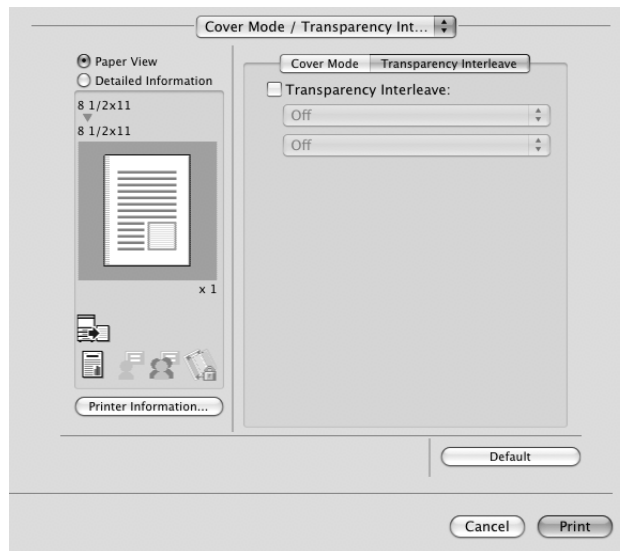 Cover Mode / Transparency Int...
Paper View
Detailed Information
8 1/2x11
8 1/2x11
x 1
Printer Information...
Cover Mode Transparency Interleave
Transparency Interleave:
Off
Off
Default
Cancel Print